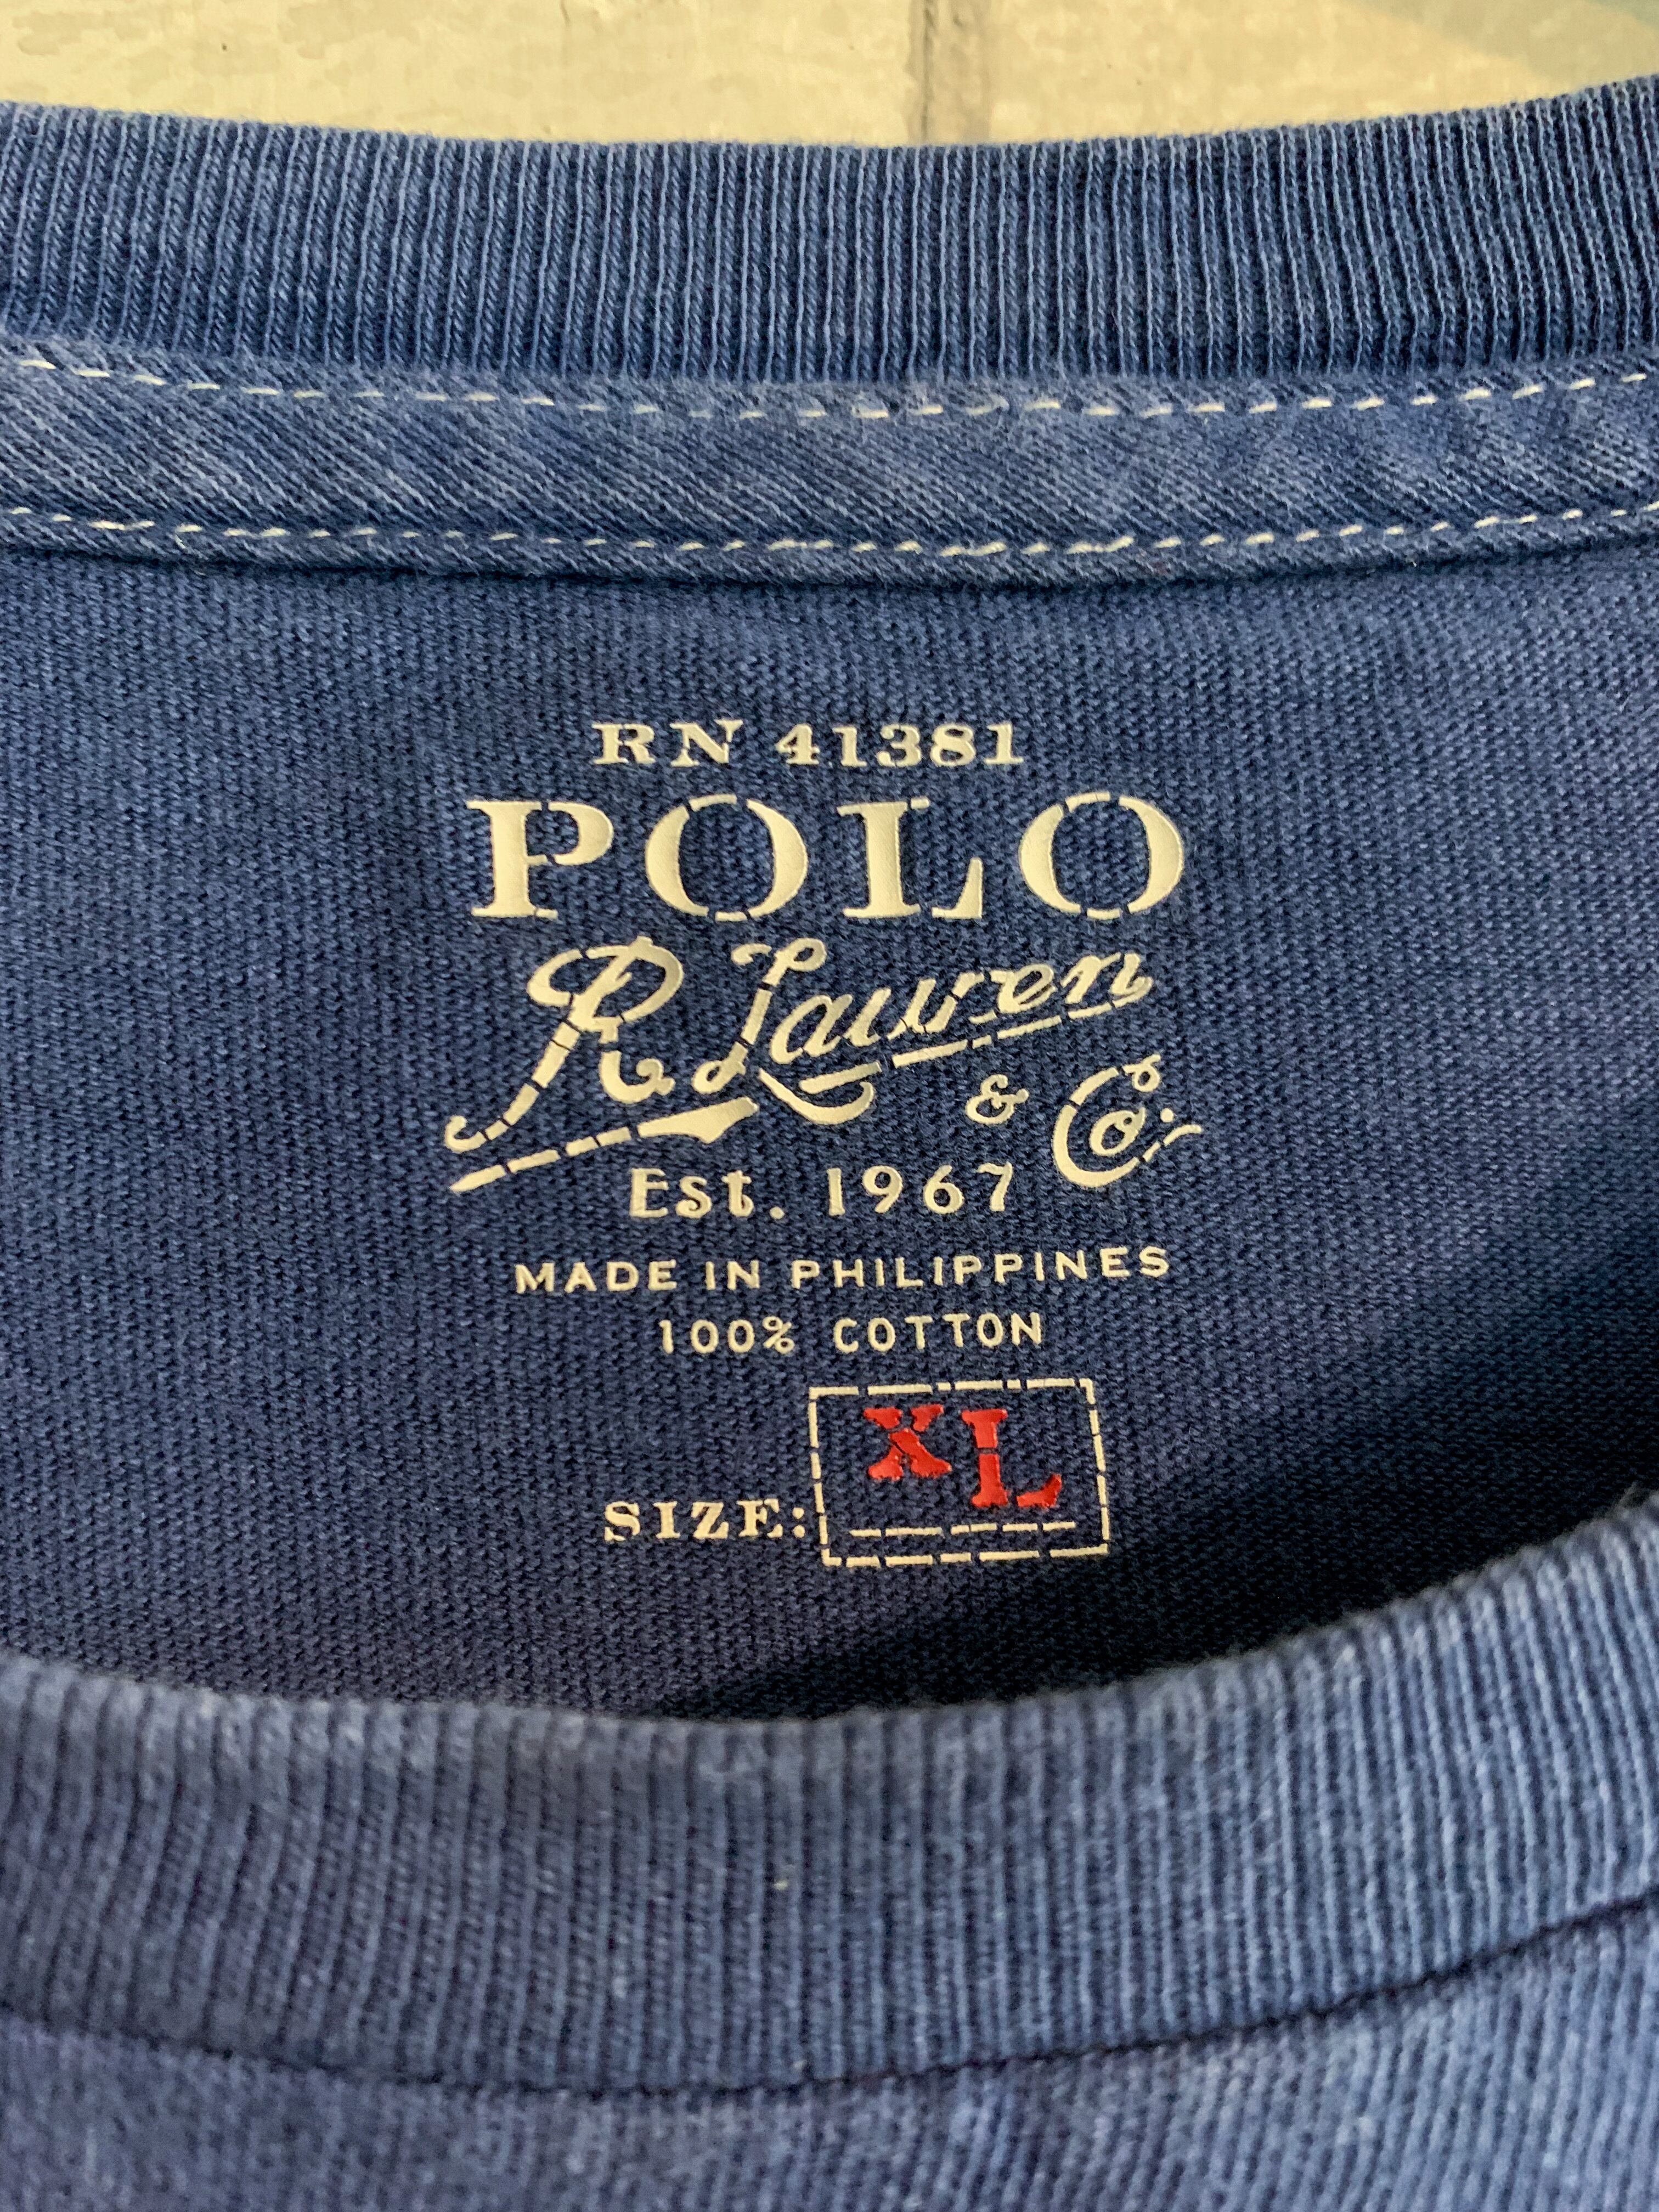 RN 41381
POLO
R. Lauren
& Co.
Est. 1967
MADE IN PHILIPPINES
100% COTTON
SIZE: XL